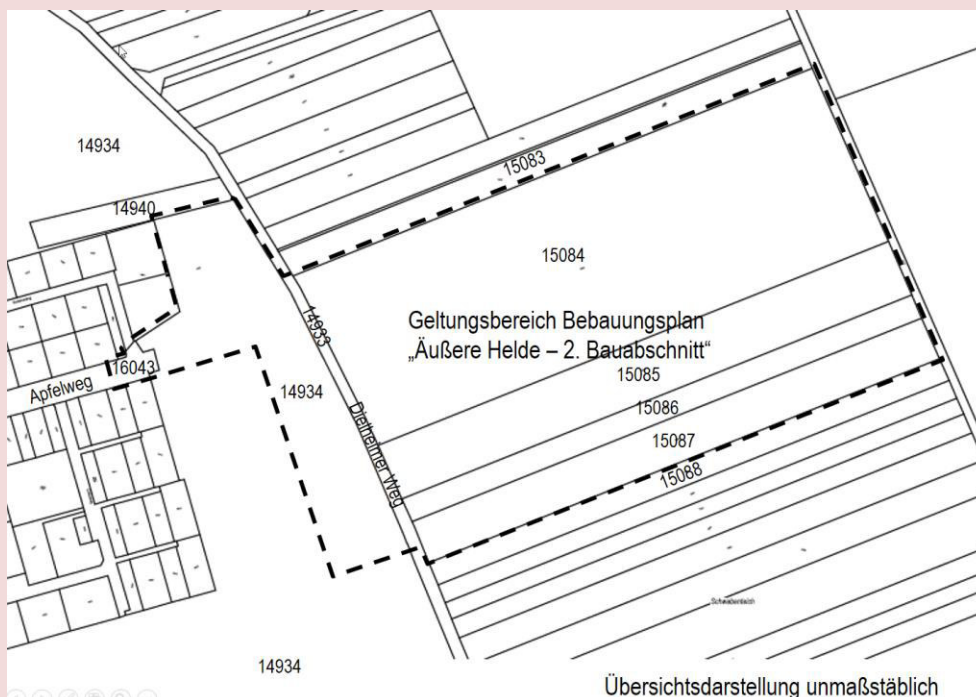 14934
15083
14940
15084
14933
Geltungsbereich Bebauungsplan
„Äußere Helde – 2. Bauabschnitt“
16043
15085
Apfelweg
14934
15086
Dielheimer Weg
15087
15088
14934
Übersichtsdarstellung unmaßstäblich